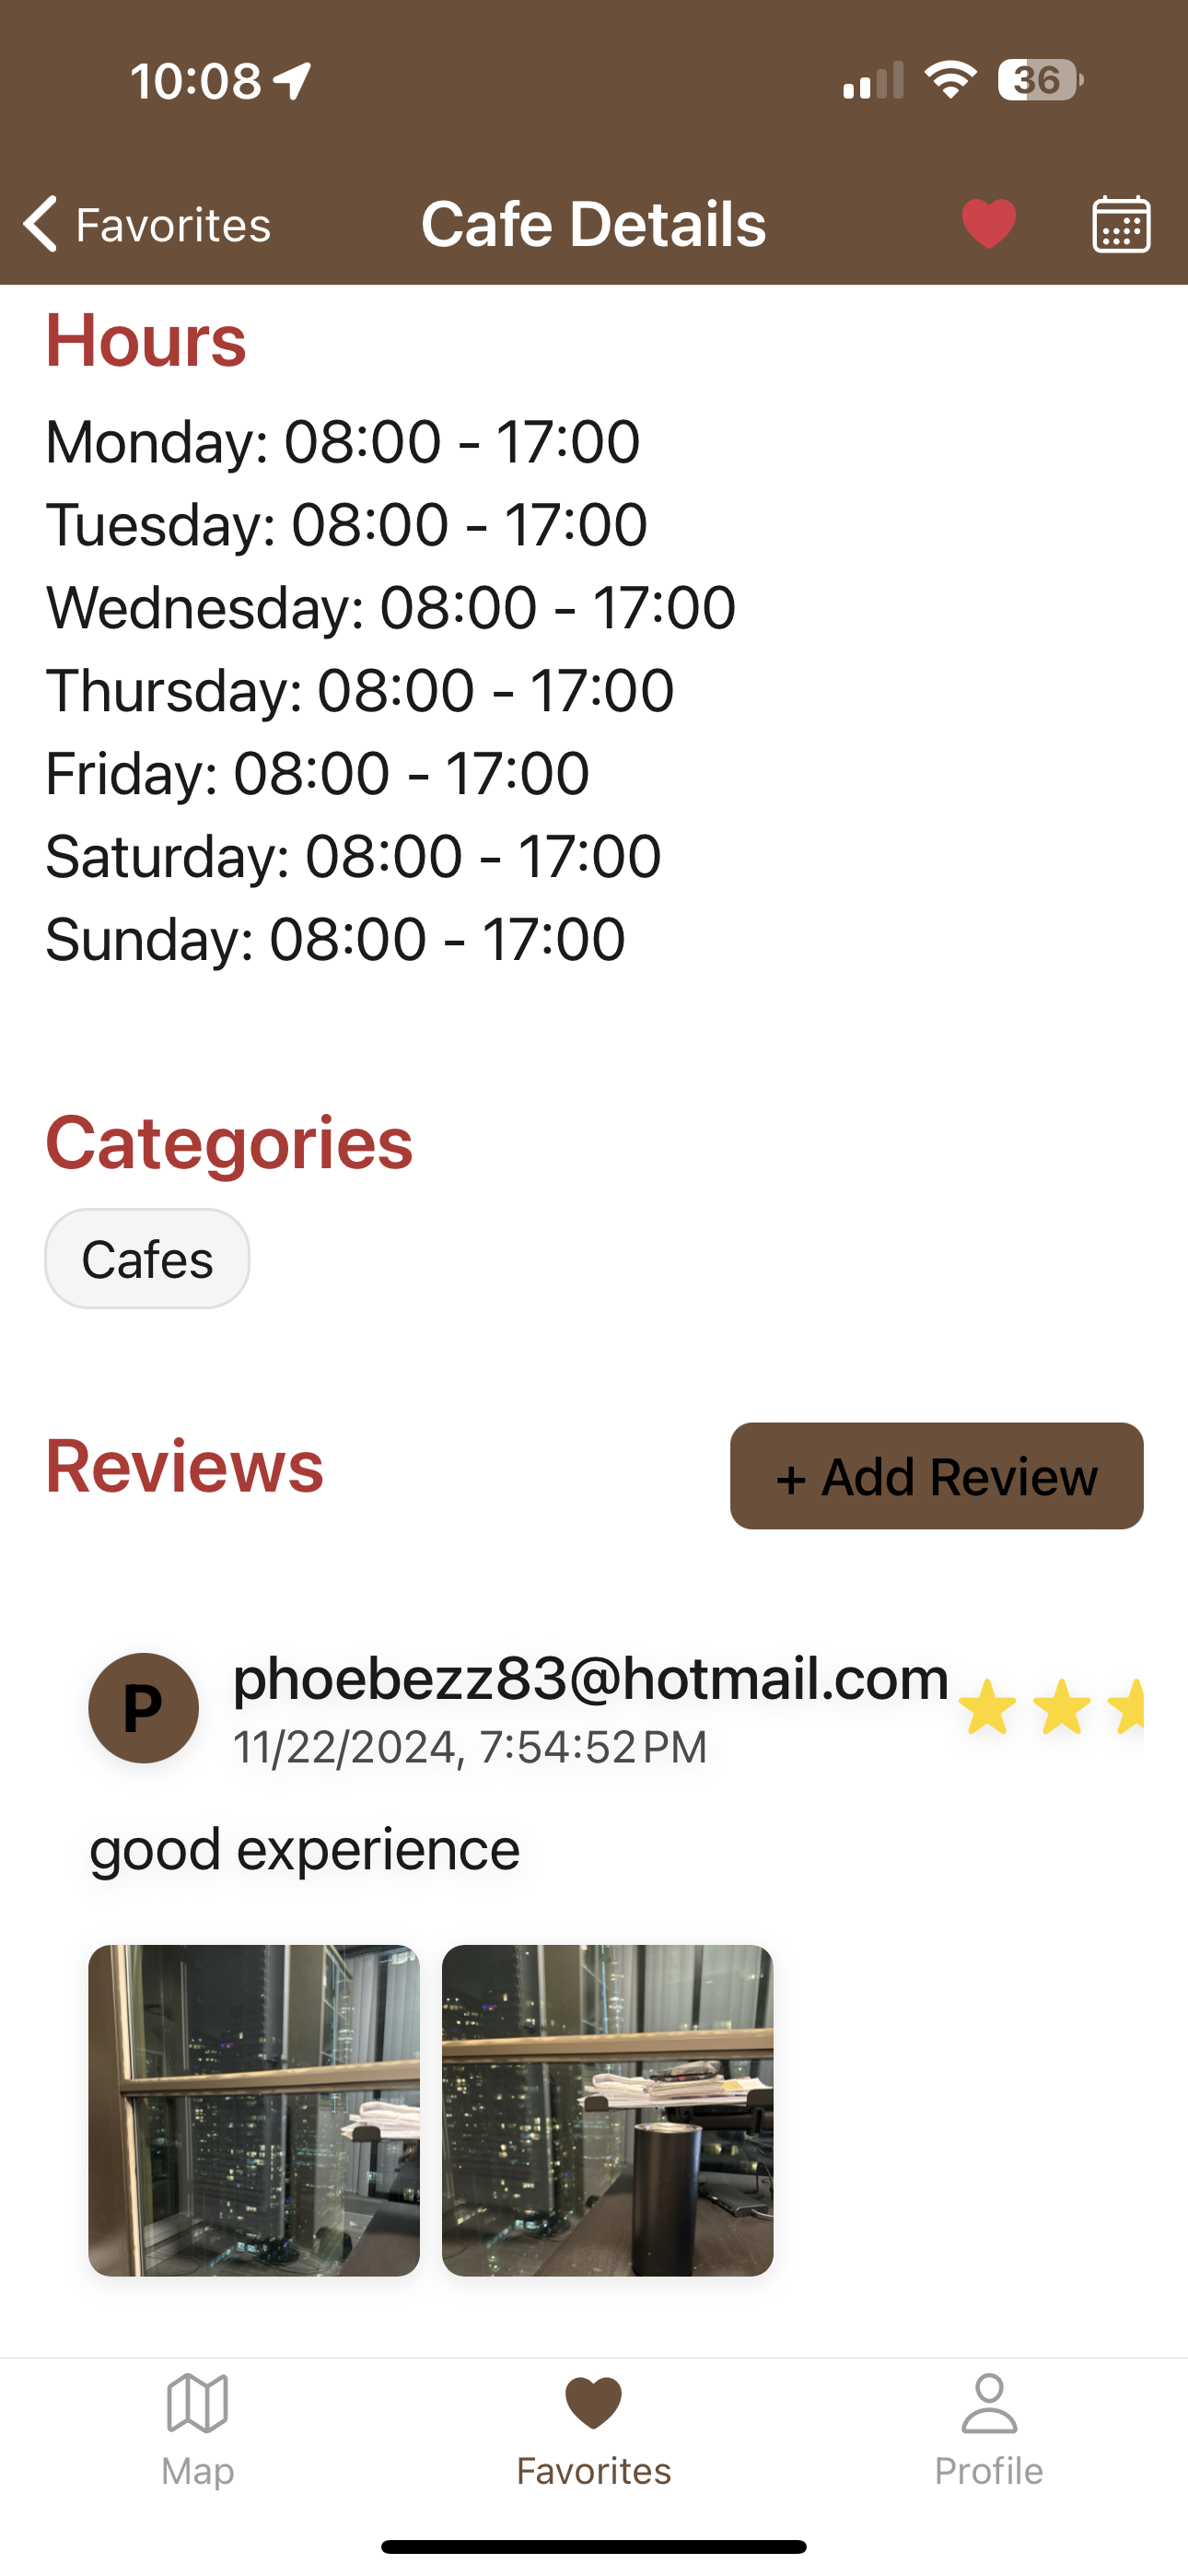 10:08
36
Favorites
Cafe Details
Hours
Monday: 08:00 - 17:00
Tuesday: 08:00 - 17:00
Wednesday: 08:00 - 17:00
Thursday: 08:00 - 17:00
Friday: 08:00 - 17:00
Saturday: 08:00 - 17:00
Sunday: 08:00 - 17:00
Categories
Cafes
Reviews
+ Add Review
P
phoebezz83@hotmail.com
11/22/2024, 7:54:52 PM
good experience
Map
Favorites
Profile